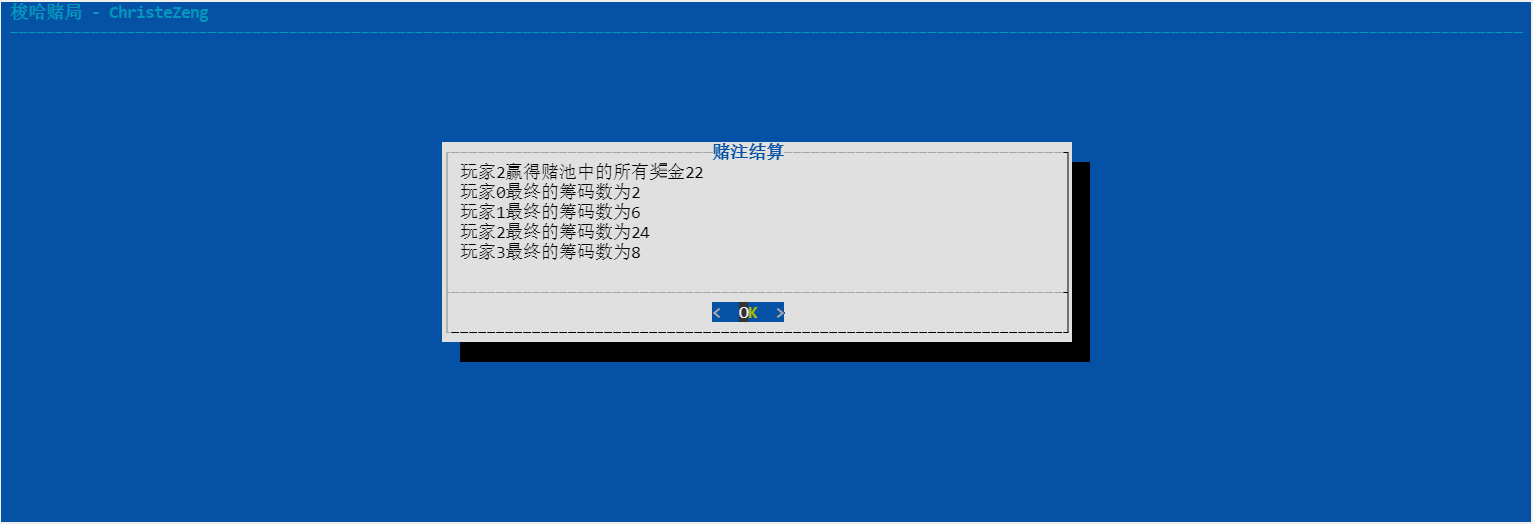 梭哈赌局 - ChristeZeng
赌注结算
玩家2赢得赌池中的所有奖金22
玩家0最终的筹码数为2
玩家1最终的筹码数为6
玩家2最终的筹码数为24
玩家3最终的筹码数为8
<  OK  >